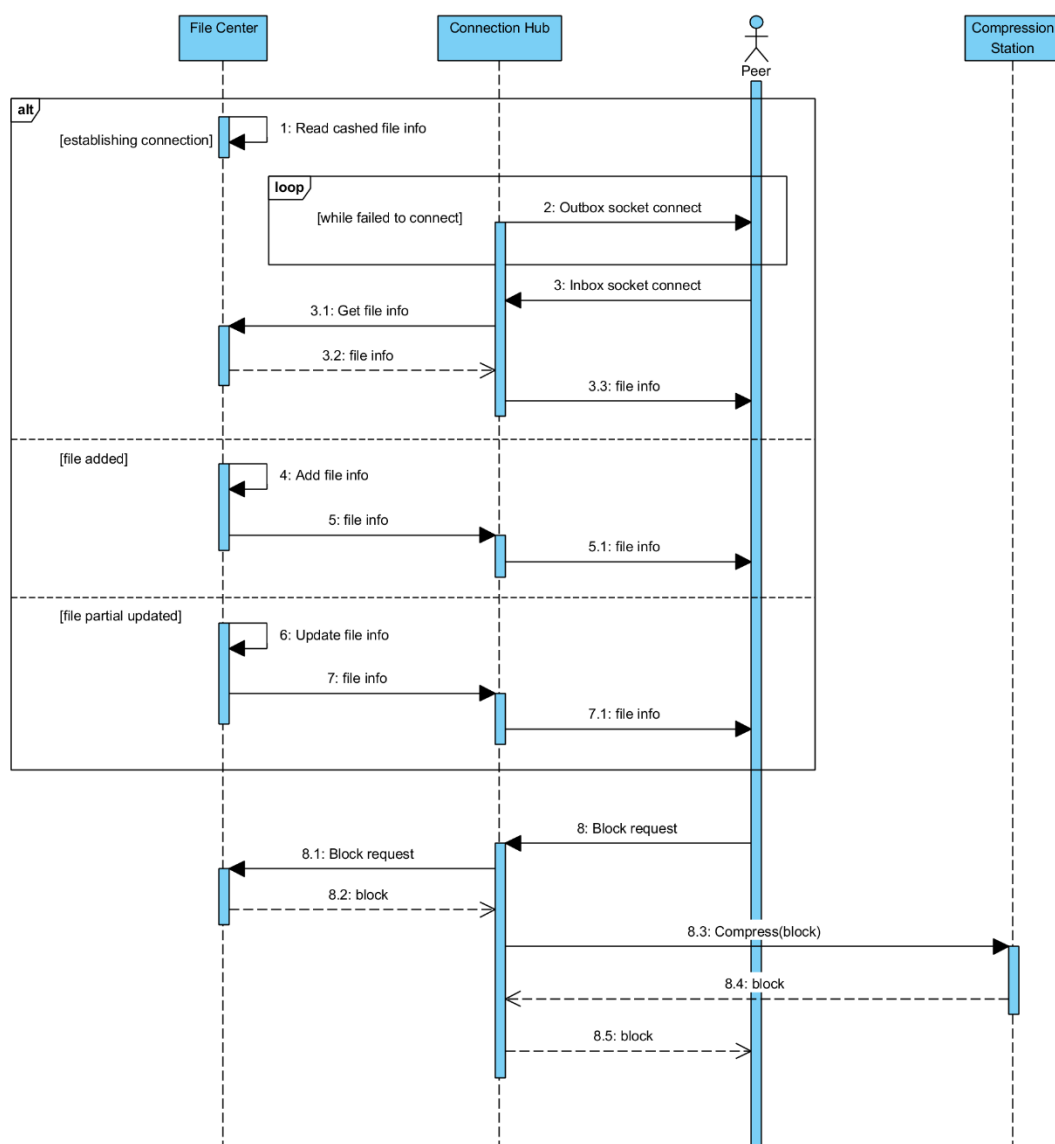 File Center
Connection Hub
Peer
Compression
Station
alt
[establishing connection]
1: Read cashed file info
loop
[while failed to connect]
2: Outbox socket connect
3: Inbox socket connect
3.1: Get file info
3.2: file info
3.3: file info
[file added]
4: Add file info
5: file info
5.1: file info
[file partial updated]
6: Update file info
7: file info
7.1: file info
8: Block request
8.1: Block request
8.2: block
8.3: Compress(block)
8.4: block
8.5: block